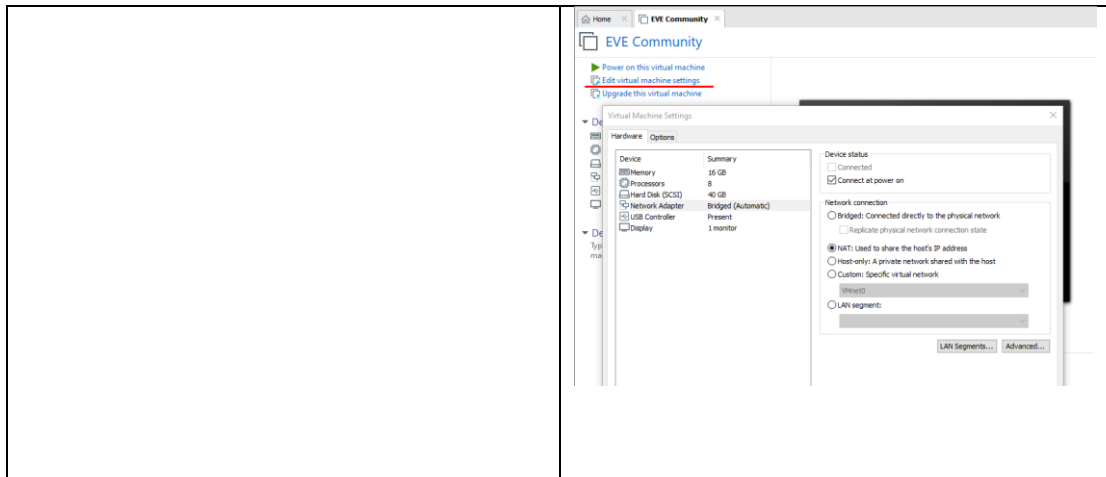 Home × EVE Community ×
EVE Community
Power on this virtual machine
Edit virtual machine settings
Upgrade this virtual machine
Virtual Machine Settings ×
Hardware Options
Device Summary
Memory 16 GB
Processors 8
Hard Disk (SCSI) 40 GB
Network Adapter Bridged (Automatic)
USB Controller Present
Display 1 monitor
Device status
Connected
Connect at power on
Network connection
Bridged: Connected directly to the physical network
Replicate physical network connection state
NAT: Used to share the host's IP address
Host-only: A private network shared with the host
Custom: Specific virtual network
VMnet0
LAN segment:
LAN Segments... Advanced...
De
De
Typ
ma